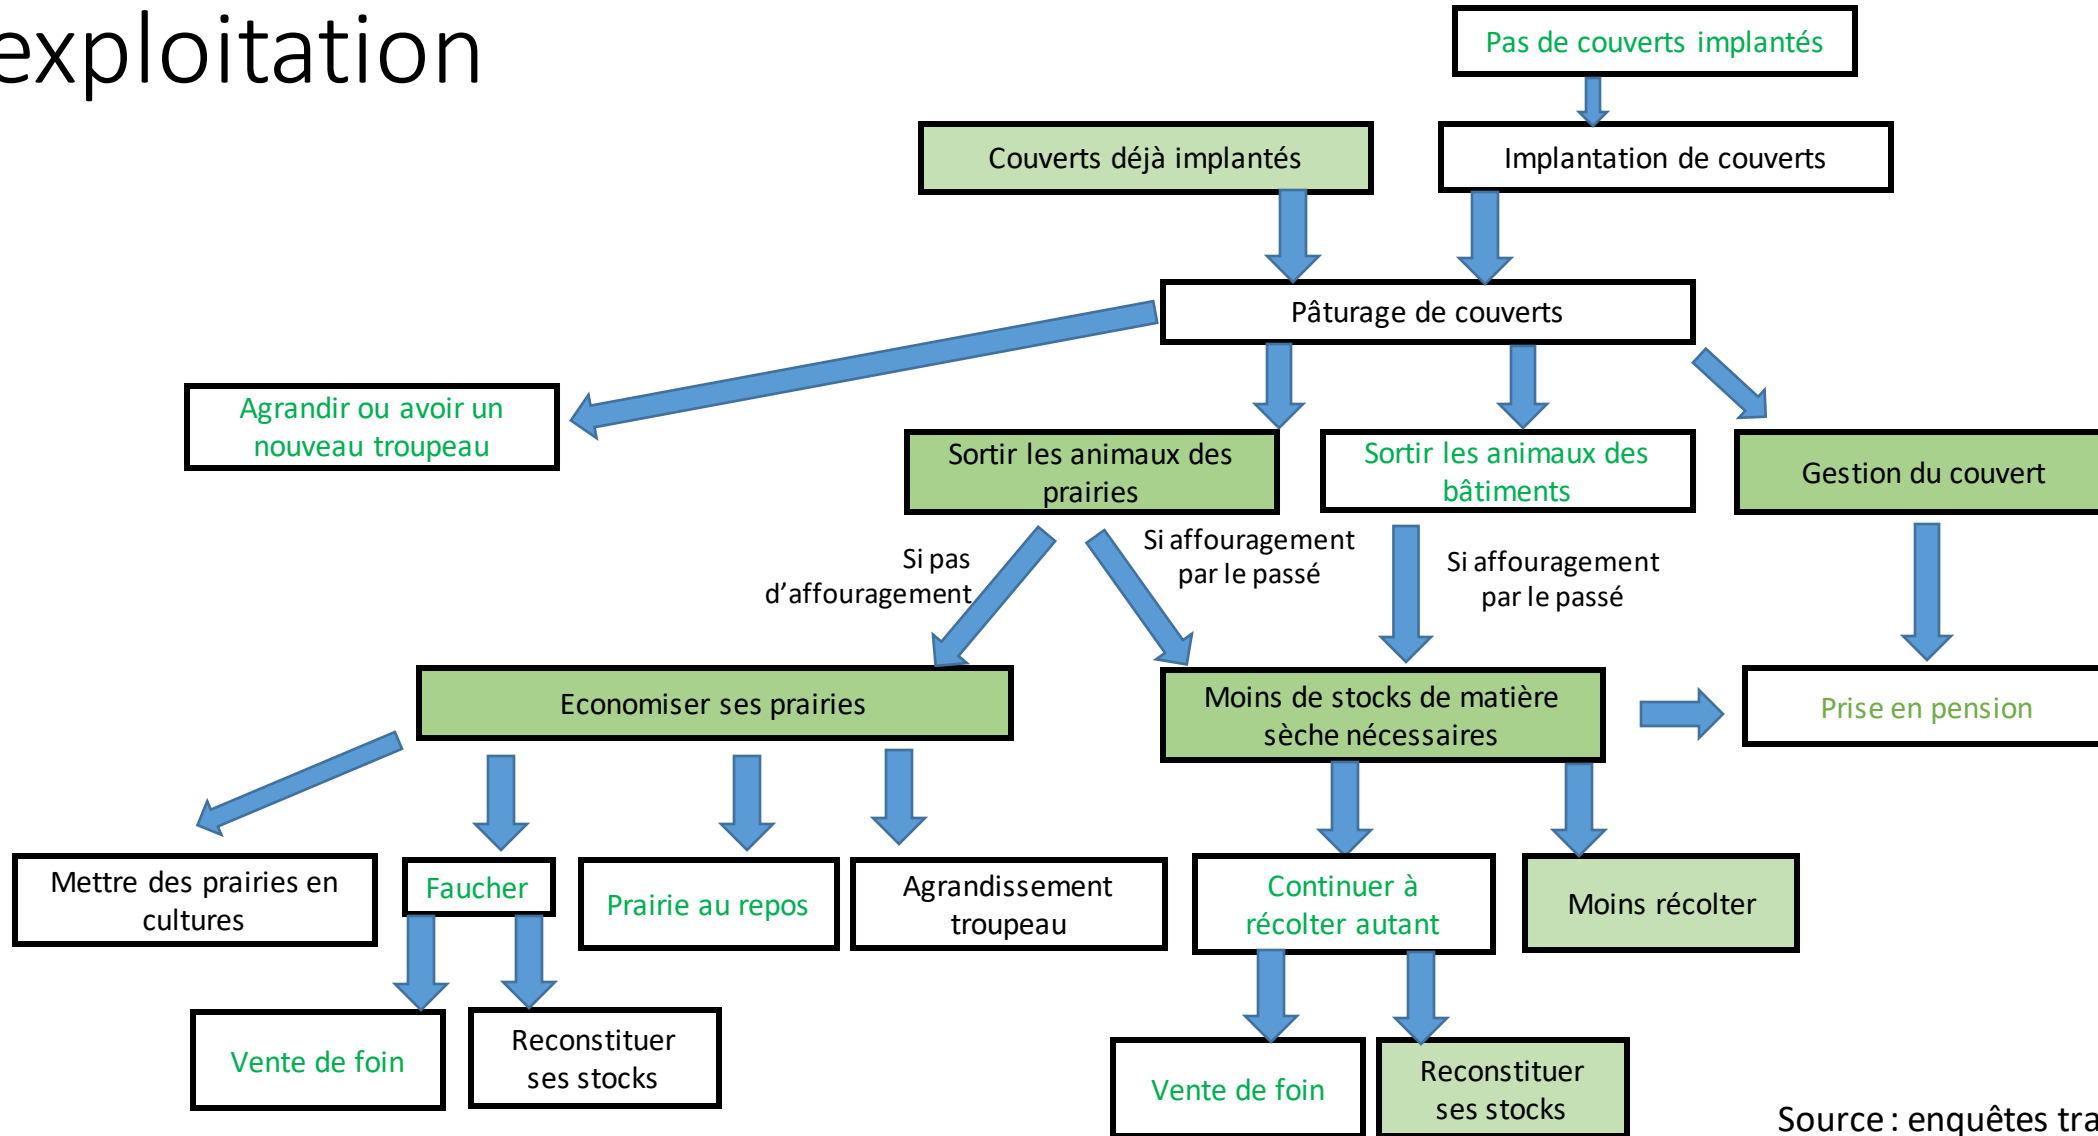 exploitation
Pas de couverts implantés
Couverts déjà implantés
Implantation de couverts
Pâturage de couverts
Agrandir ou avoir un
nouveau troupeau
Sortir les animaux des
prairies
Sortir les animaux des
bâtiments
Gestion du couvert
Si pas
d’affouragement
Si affouragement
par le passé
Si affouragement
par le passé
Economiser ses prairies
Moins de stocks de matière
sèche nécessaires
Prise en pension
Mettre des prairies en
cultures
Faucher
Prairie au repos
Agrandissement
troupeau
Continuer à
récolter autant
Moins récolter
Vente de foin
Reconstituer
ses stocks
Vente de foin
Reconstituer
ses stocks
Source : enquêtes tra